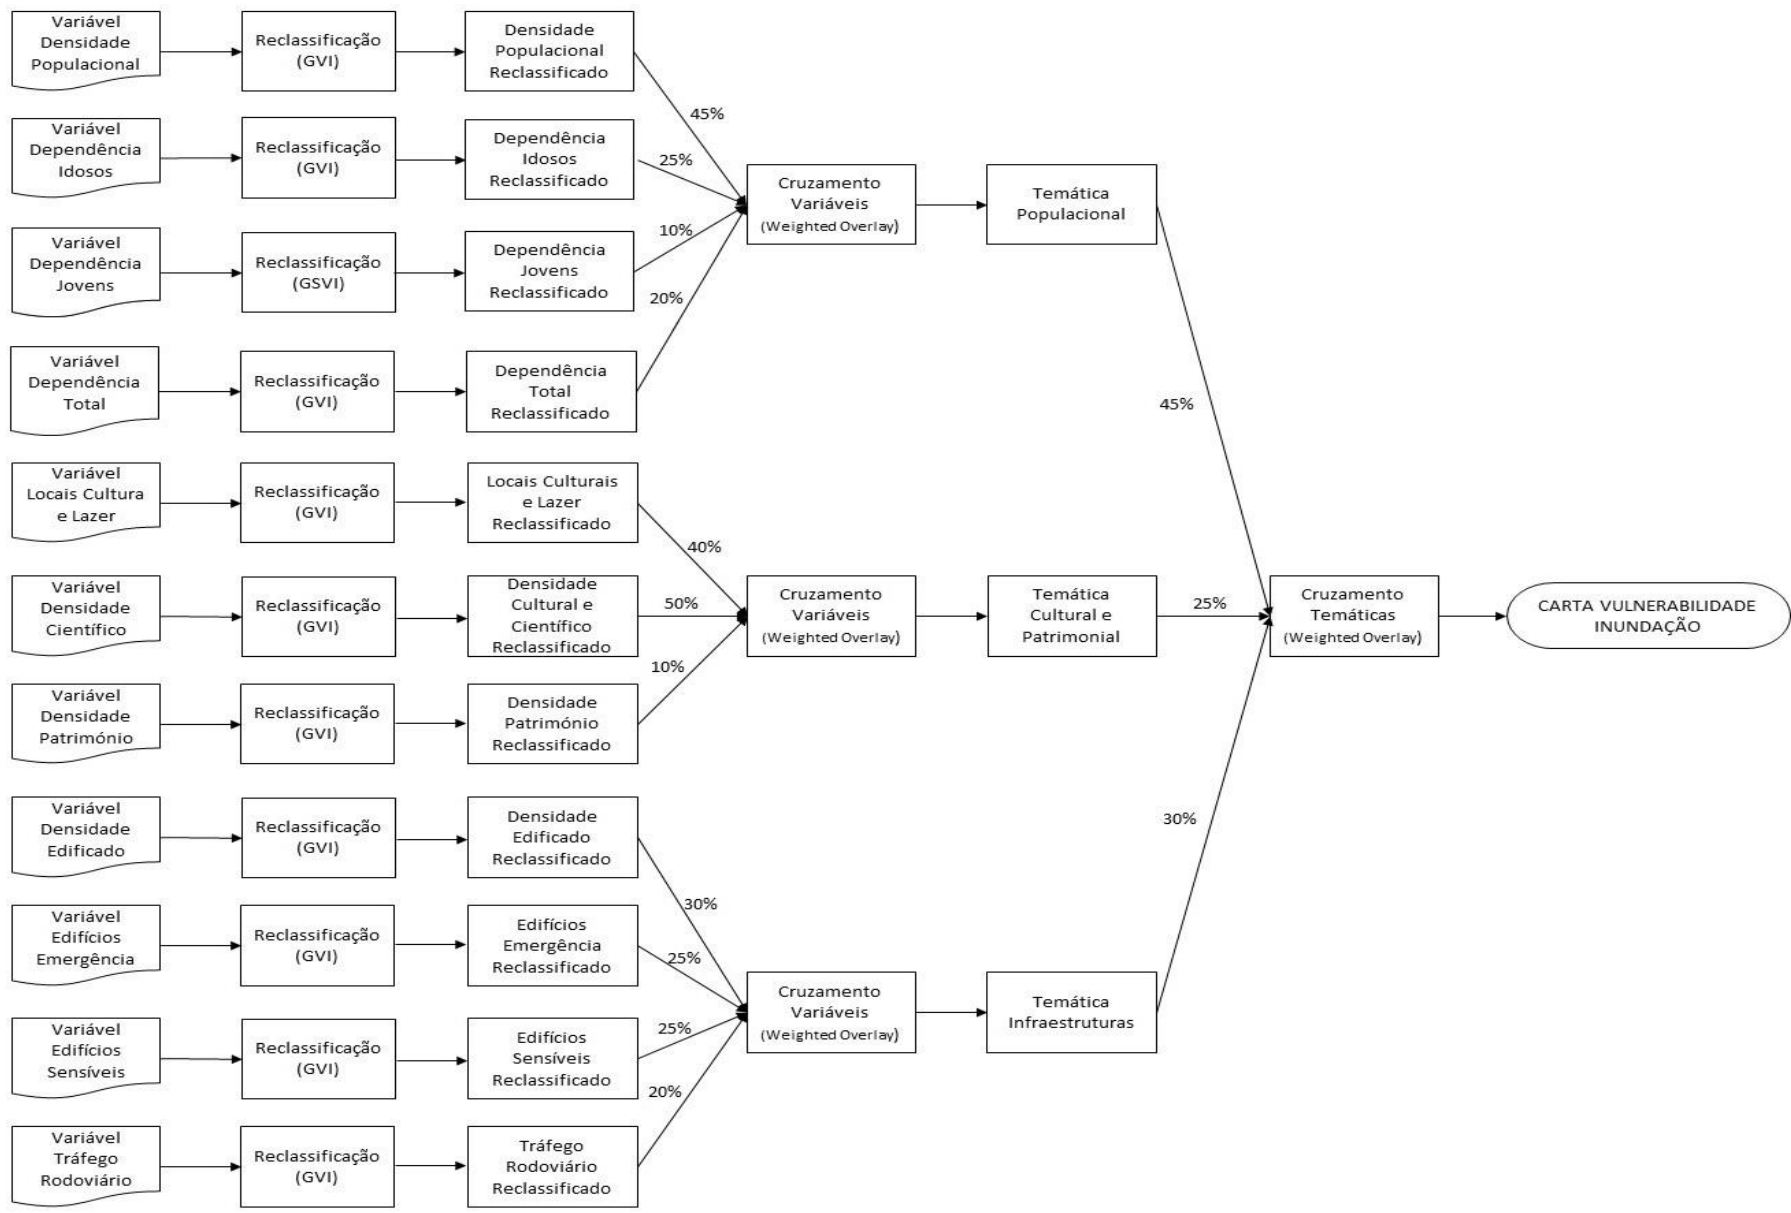 Variável
Densidade
Populacional
Reclassificação
(GVI)
Densidade
Populacional
Reclassificado
45%
Variável
Dependência
Idosos
Reclassificação
(GVI)
Dependência
Idosos
Reclassificado
25%
Variável
Dependência
Jovens
Reclassificação
(GSVI)
Dependência
Jovens
Reclassificado
10%
Variável
Dependência
Total
Reclassificação
(GVI)
Dependência
Total
Reclassificado
20%
Cruzamento
Variáveis
(Weighted Overlay)
Temática
Populacional
45%
Variável
Locais Cultura
e Lazer
Reclassificação
(GVI)
Locais Culturais
e Lazer
Reclassificado
40%
Variável
Densidade
Científico
Reclassificação
(GVI)
Densidade
Cultural e
Científico
Reclassificado
50%
Variável
Densidade
Património
Reclassificação
(GVI)
Densidade
Património
Reclassificado
10%
Cruzamento
Variáveis
(Weighted Overlay)
Temática
Cultural e
Patrimonial
25%
Cruzamento
Temáticas
(Weighted Overlay)
CARTA VULNERABILIDADE
INUNDAÇÃO
Variável
Densidade
Edificado
Reclassificação
(GVI)
Densidade
Edificado
Reclassificado
30%
Variável
Edifícios
Emergência
Reclassificação
(GVI)
Edifícios
Emergência
Reclassificado
25%
Variável
Edifícios
Sensíveis
Reclassificação
(GVI)
Edifícios
Sensíveis
Reclassificado
25%
Variável
Tráfego
Rodoviário
Reclassificação
(GVI)
Tráfego
Rodoviário
Reclassificado
20%
Cruzamento
Variáveis
(Weighted Overlay)
Temática
Infraestruturas
30%